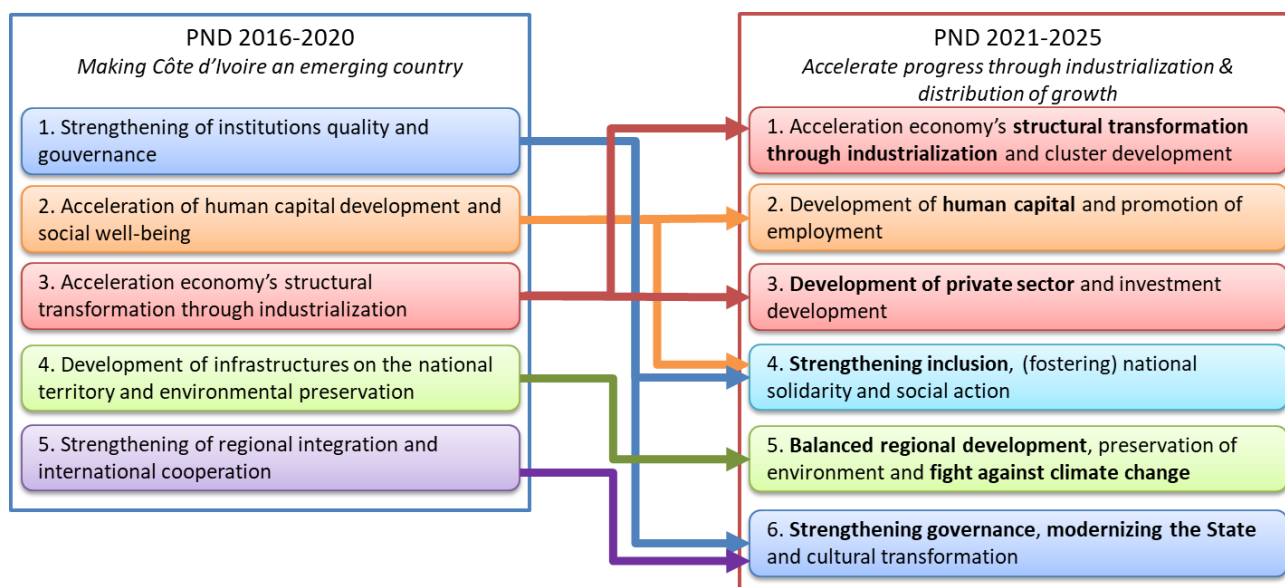 PND 2016-2020
Making Côte d'Ivoire an emerging country
1. Strengthening of institutions quality and
gouvernance
2. Acceleration of human capital development and
social well-being
3. Acceleration economy's structural
transformation through industrialization
4. Development of infrastructures on the national
territory and environmental preservation
5. Strengthening of regional integration and
international cooperation
PND 2021-2025
Accelerate progress through industrialization &
distribution of growth
1. Acceleration economy's structural transformation
through industrialization and cluster development
2. Development of human capital and promotion of
employment
3. Development of private sector and investment
development
4. Strengthening inclusion, (fostering) national
solidarity and social action
5. Balanced regional development, preservation of
environment and fight against climate change
6. Strengthening governance, modernizing the State
and cultural transformation